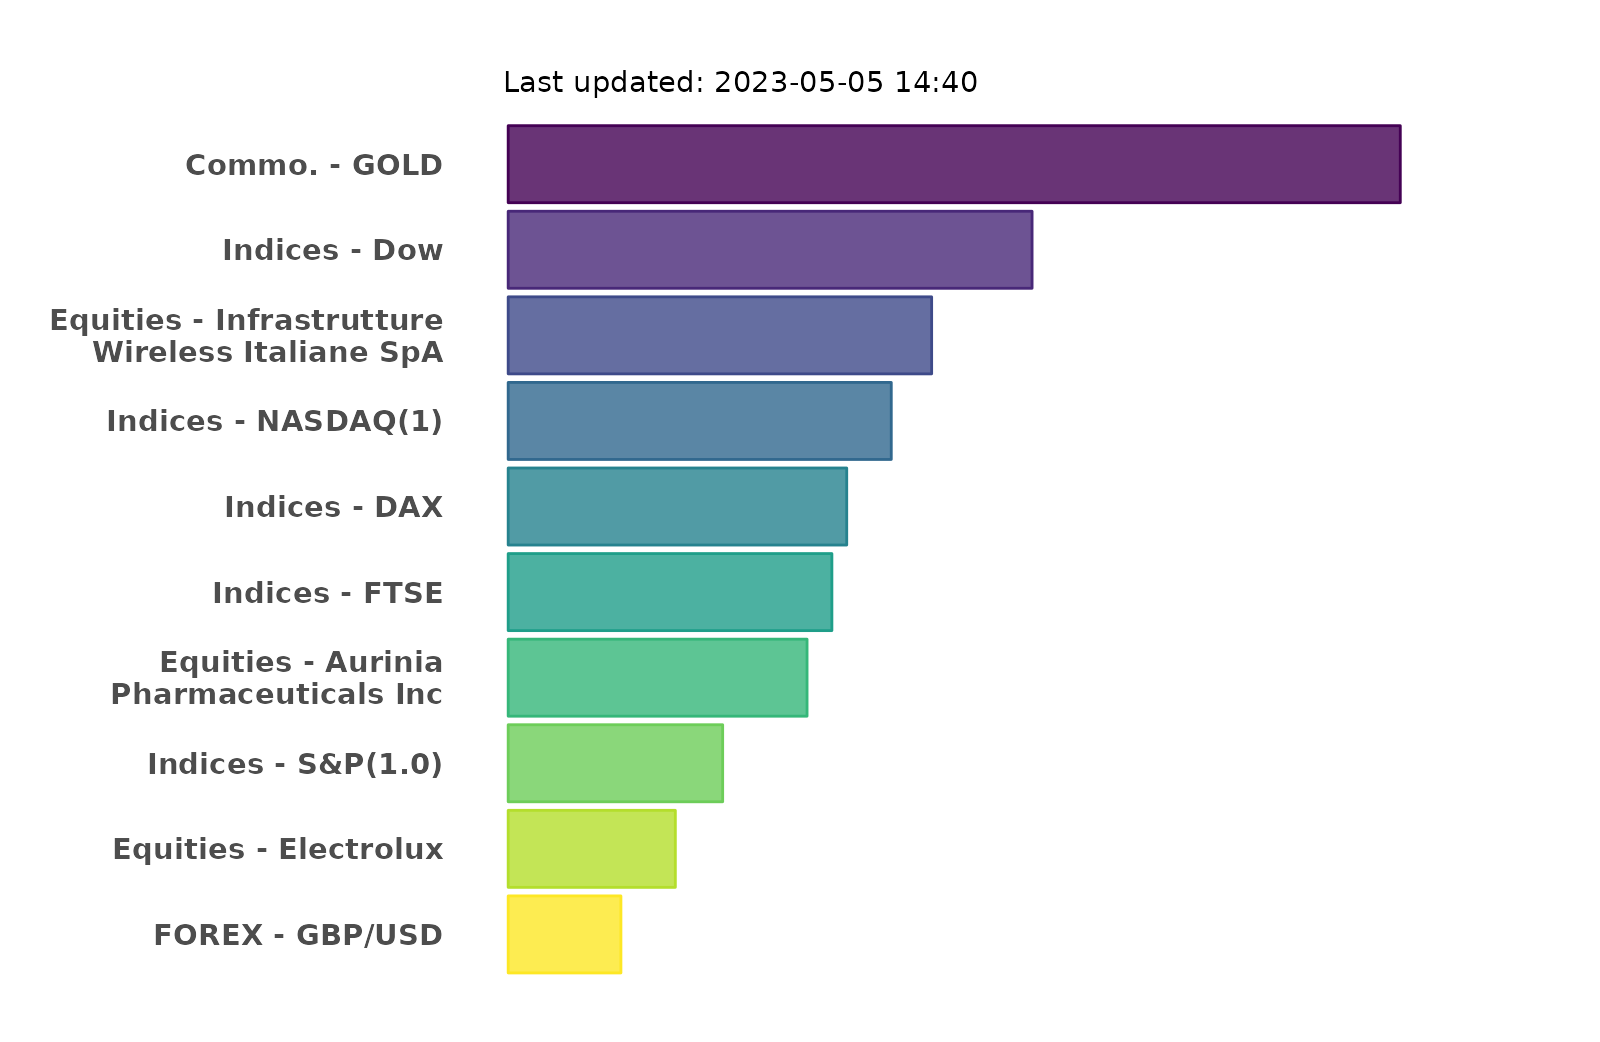 Last updated: 2023-05-05 14:40
Commo. - GOLD
Indices - Dow
Equities - Infrastrutture
Wireless Italiane SpA
Indices - NASDAQ(1)
Indices - DAX
Indices - FTSE
Equities - Aurinia
Pharmaceuticals Inc
Indices - S&P(1.0)
Equities - Electrolux
FOREX - GBP/USD